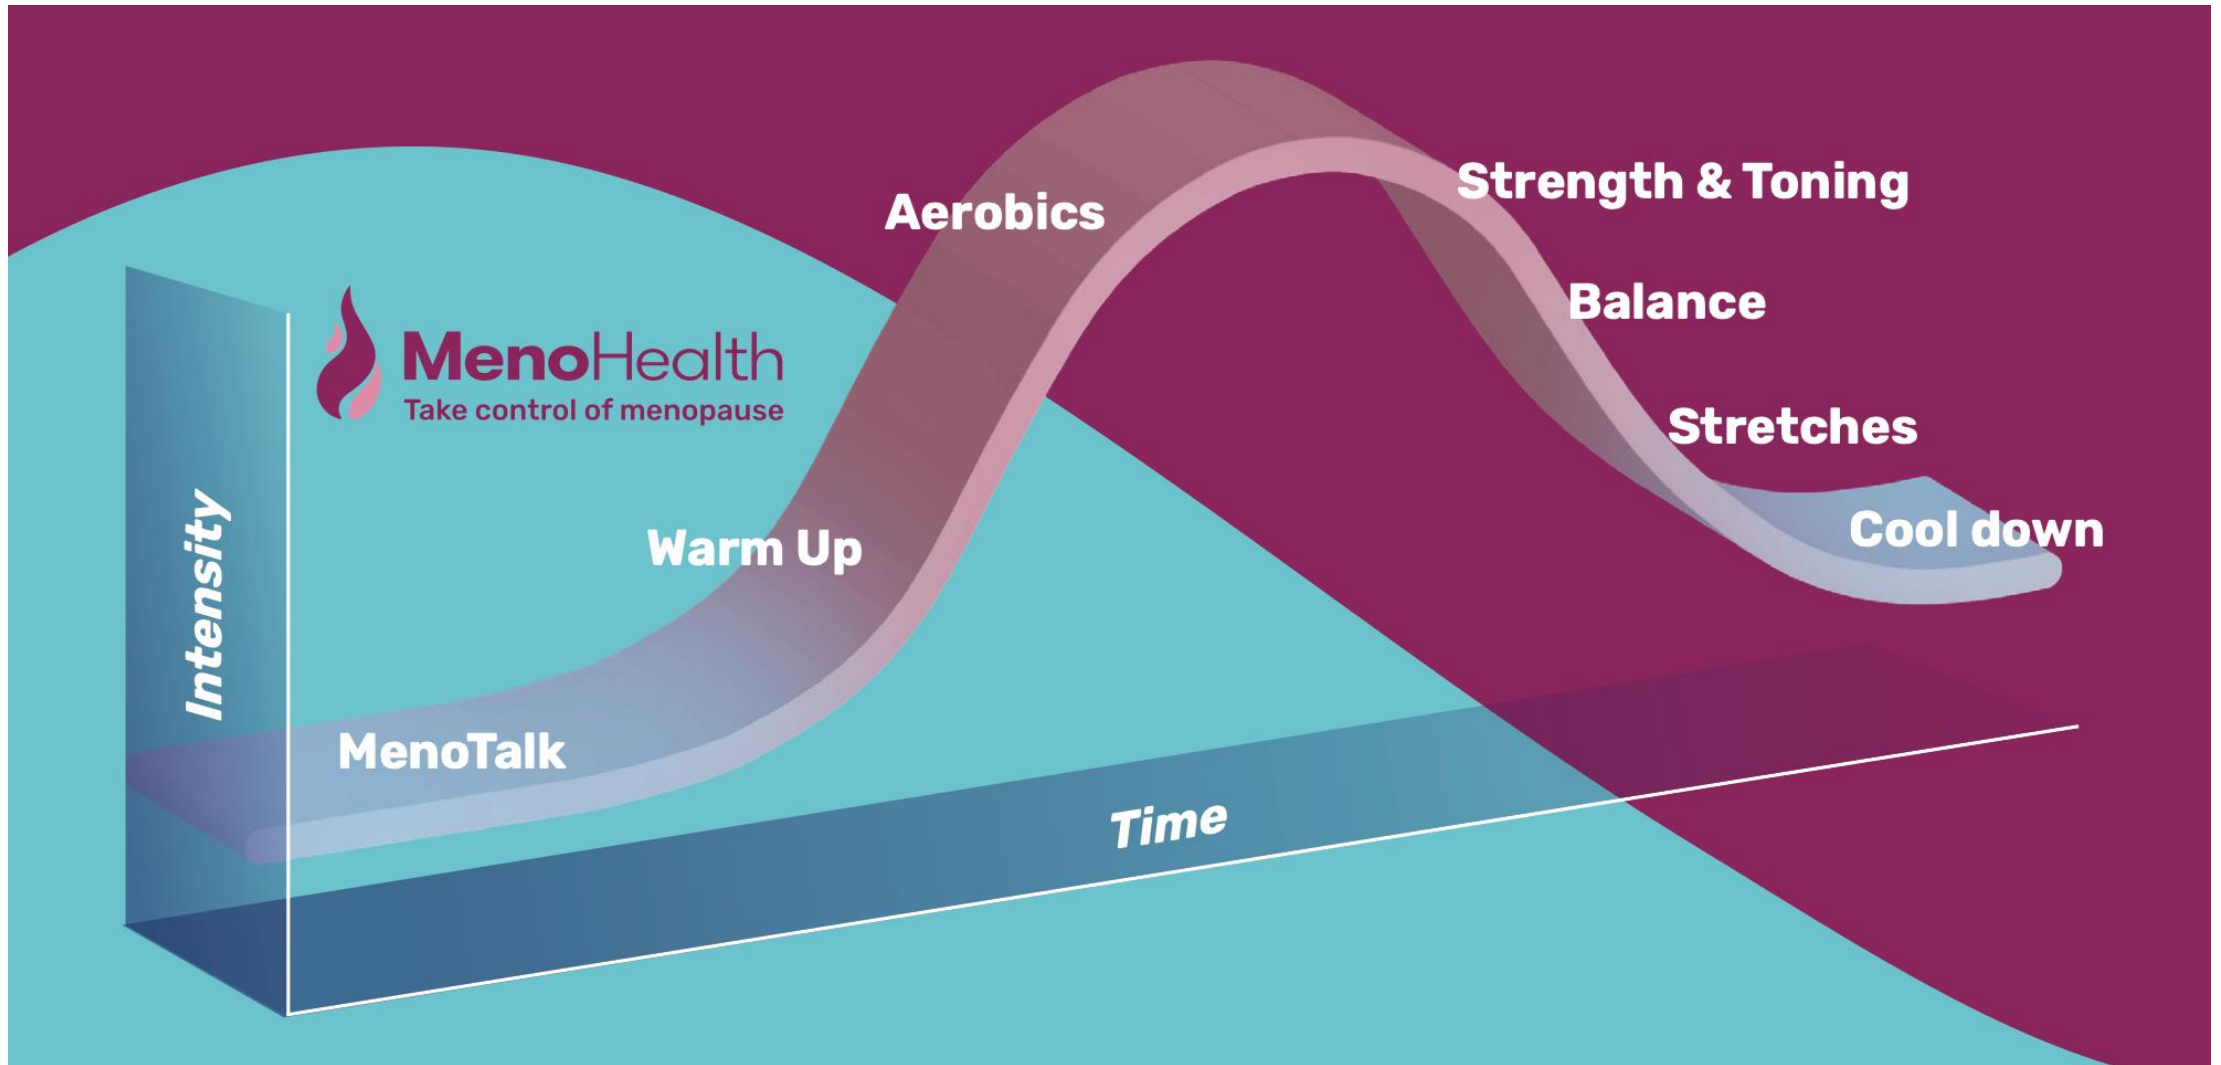 MenoHealth
Take control of menopause
Intensity
MenoTalk
Warm Up
Aerobics
Strength & Toning
Balance
Stretches
Cool down
Time